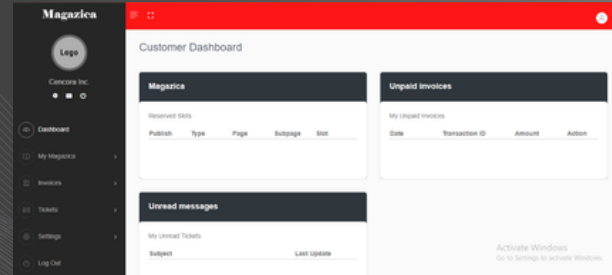 Magazica
Logo
Cencora Inc.
Dashboard
My Magazica
Invoices
Tickets
Settings
Log Out
Customer Dashboard
Magazica
Reserved Slots
Publish Type Page Subpage Slot
Unpaid invoices
My Unpaid Invoices
Date Transaction ID Amount Action
Unread messages
My Unread Tickets
Subject Last Update
Activate Windows
Go to Settings to activate Windows.